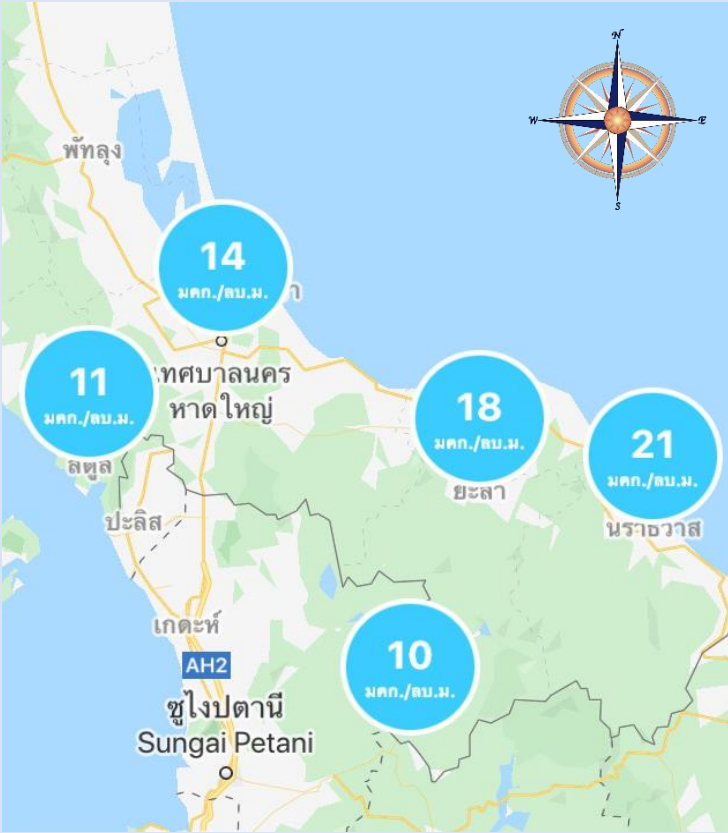 N
W
E
S
พัทลุง
14
มคก./ลบ.ม.
า
11
มคก./ลบ.ม.
ทศบาลนคร
หาดใหญ่
18
มคก./ลบ.ม.
21
มคก./ลบ.ม.
สตูล
ยะลา
ปะลิส
นราธิวาส
เกดะห์
10
มคก./ลบ.ม.
AH2
ซูไงปตานี
Sungai Petani